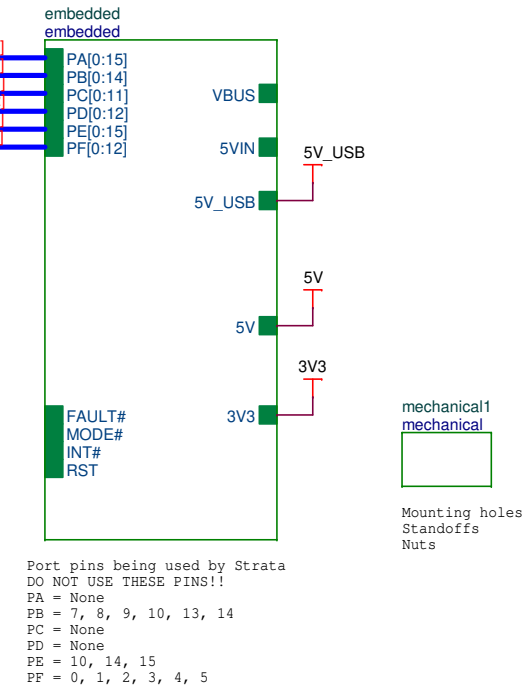 embedded
embedded
PA[0:15]
PB[0:14]
PC[0:11]
PD[0:12]
PE[0:15]
PF[0:12]
VBUS
5VIN
5V_USB
5V_USB
5V
5V
3V3
3V3
FAULT#
MODE#
INT#
RST
mechanical1
mechanical
Mounting holes
Standoffs
Nuts
Port pins being used by Strata
DO NOT USE THESE PINS!!
PA = None
PB = 7, 8, 9, 10, 13, 14
PC = None
PD = None
PE = 10, 14, 15
PF = 0, 1, 2, 3, 4, 5